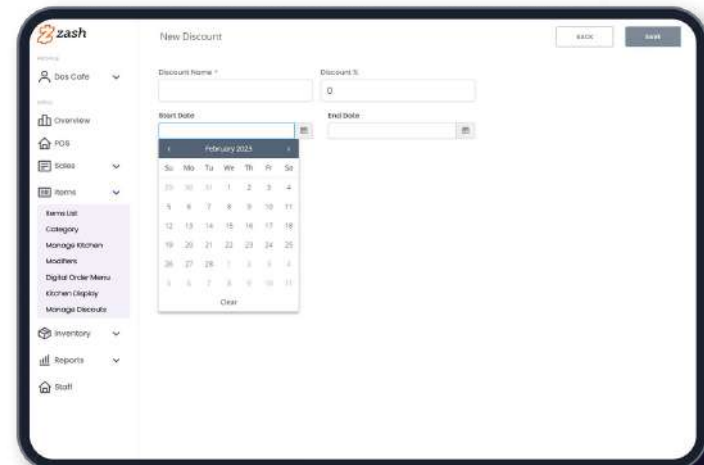 zash
New Discount
BACK
SAVE
Dos Cafe
Discount Name *
Discount %
0
Overview
Start Date
End Date
POS
February 2023
Sales
Su Mo Tu We Th Fr Sa
Items
29 30 31 1 2 3 4
Items List
5 6 7 8 9 10 11
Category
12 13 14 15 16 17 18
Manage Kitchen
19 20 21 22 23 24 25
Modifiers
26 27 28 1 2 3 4
Digital Order Menu
5 6 7 8 9 10 11
Kitchen Display
Clear
Manage Discouts
Inventory
Reports
Staff